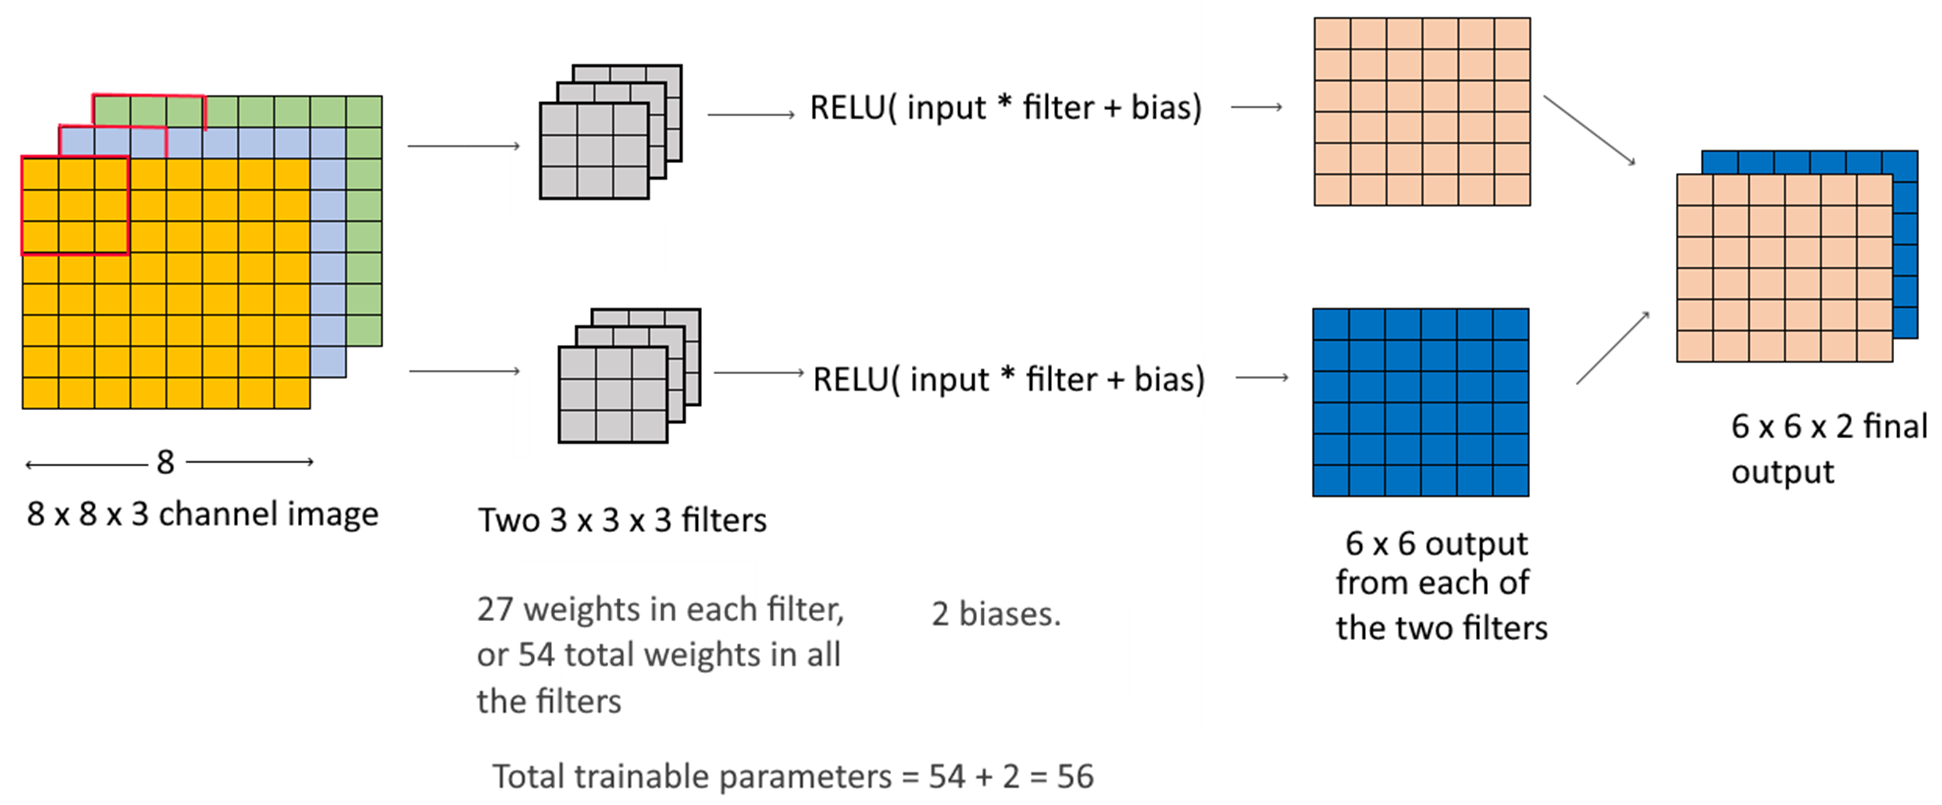 RELU( input * filter + bias)
RELU( input * filter + bias)
8
8 x 8 x 3 channel image
Two 3 x 3 x 3 filters
27 weights in each filter,
or 54 total weights in all
the filters
2 biases.
Total trainable parameters = 54 + 2 = 56
6 x 6 output
from each of
the two filters
6 x 6 x 2 final
output